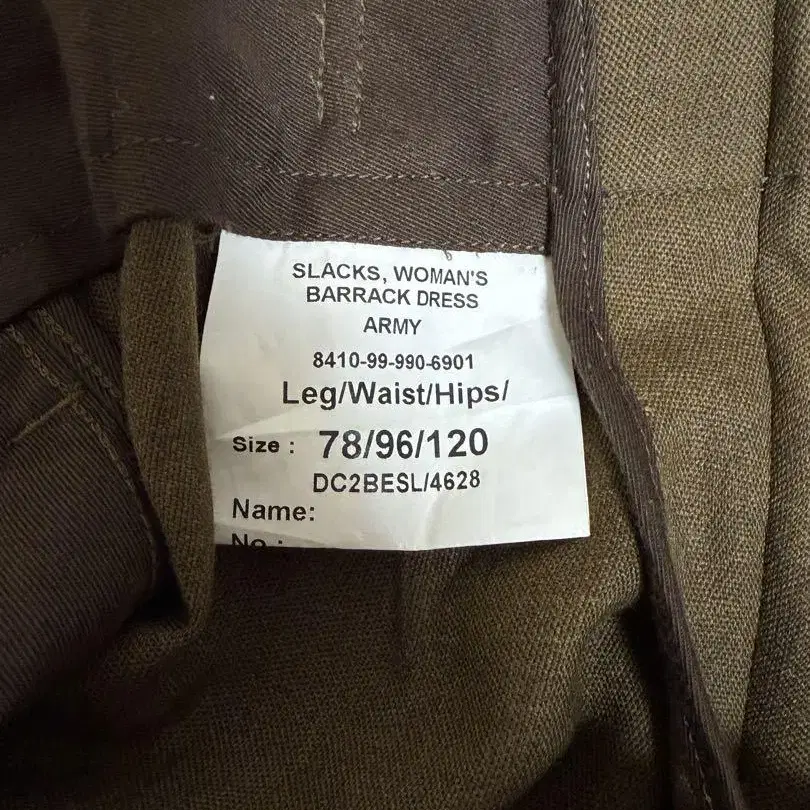 SLACKS, WOMAN'S
BARRACK DRESS
ARMY
8410-99-990-6901
Leg/Waist/Hips/
Size : 78/96/120
DC2BESL/4628
Name:
No :